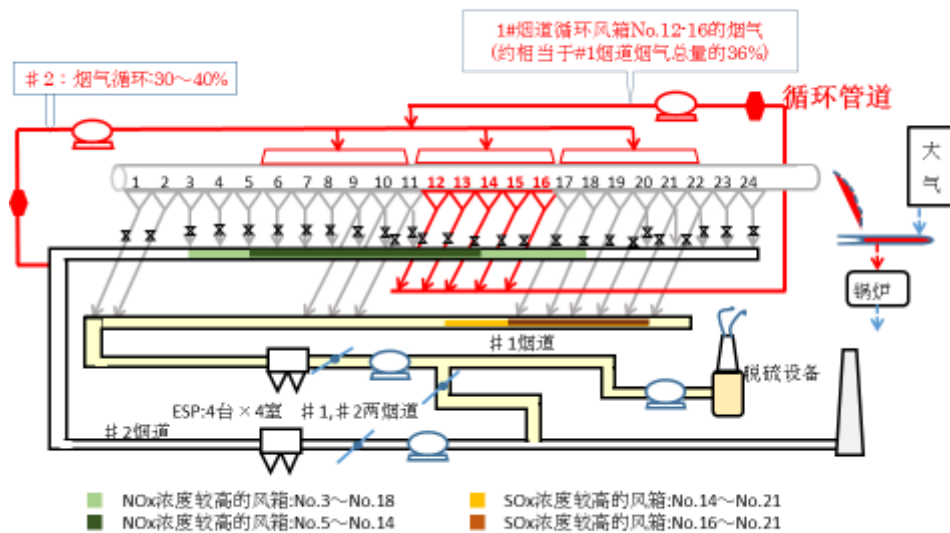 1#烟道循环风箱No.12-16的烟气
(约相当于#1烟道烟气总量的36%)
#2：烟气循环:30～40%
循环管道
大气
1 2 3 4 5 6 7 8 9 10 11 12 13 14 15 16 17 18 19 20 21 22 23 24
锅炉
#1烟道
脱硫设备
ESP:4台×4室 #1,#2两烟道
#2烟道
NOx浓度较高的风箱:No.3～No.18
SOx浓度较高的风箱:No.14～No.21
NOx浓度较高的风箱:No.5～No.14
SOx浓度较高的风箱:No.16～No.21